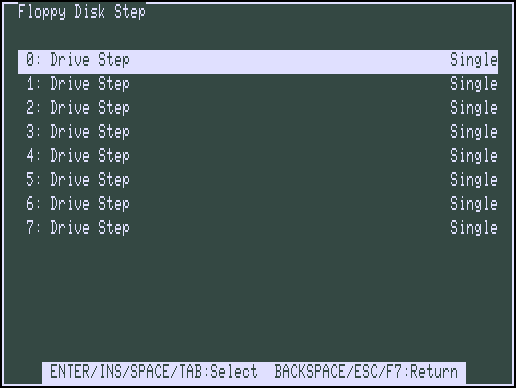 Floppy Disk Step
0: Drive Step Single
1: Drive Step Single
2: Drive Step Single
3: Drive Step Single
4: Drive Step Single
5: Drive Step Single
6: Drive Step Single
7: Drive Step Single
ENTER/INS/SPACE/TAB:Select BACKSPACE/ESC/F7:Return